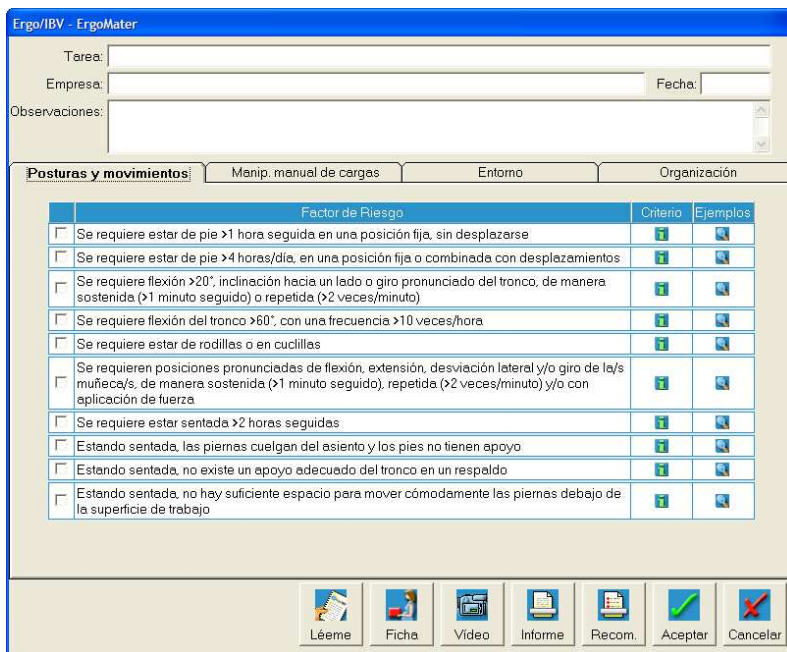 Ergo/IBV - ErgoMater
Tarea:
Empresa:
Fecha:
Observaciones:
Posturas y movimientos
Manip. manual de cargas
Entorno
Organización
Factor de Riesgo
Criterio
Ejemplos
Se requiere estar de pie >1 hora seguida en una posición fija, sin desplazarse
Se requiere estar de pie >4 horas/día, en una posición fija o combinada con desplazamientos
Se requiere flexión >20°, inclinación hacia un lado o giro pronunciado del tronco, de manera
sostenida (>1 minuto seguido) o repetida (>2 veces/minuto)
Se requiere flexión del tronco >60°, con una frecuencia >10 veces/hora
Se requiere estar de rodillas o en cuclillas
Se requieren posiciones pronunciadas de flexión, extensión, desviación lateral y/o giro de la/s
muñeca/s, de manera sostenida (>1 minuto seguido), repetida (>2 veces/minuto) y/o con
aplicación de fuerza
Se requiere estar sentada >2 horas seguidas
Estando sentada, las piernas cuelgan del asiento y los pies no tienen apoyo
Estando sentada, no existe un apoyo adecuado del tronco en un respaldo
Estando sentada, no hay suficiente espacio para mover cómodamente las piernas debajo de
la superficie de trabajo
Léeme
Ficha
Vídeo
Informe
Recom.
Aceptar
Cancelar